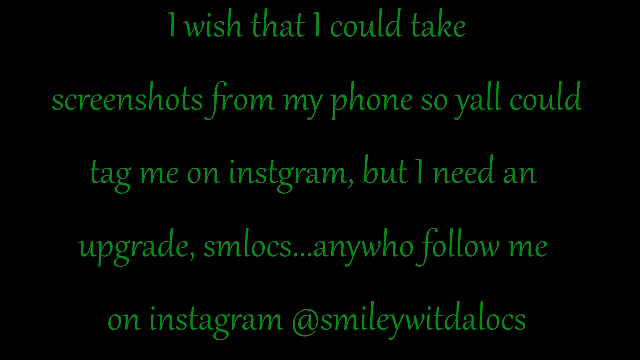 I wish that I could take
screenshots from my phone so yall could
tag me on instgram, but I need an
upgrade, smlocs...anywho follow me
on instagram @smileywitdalocs